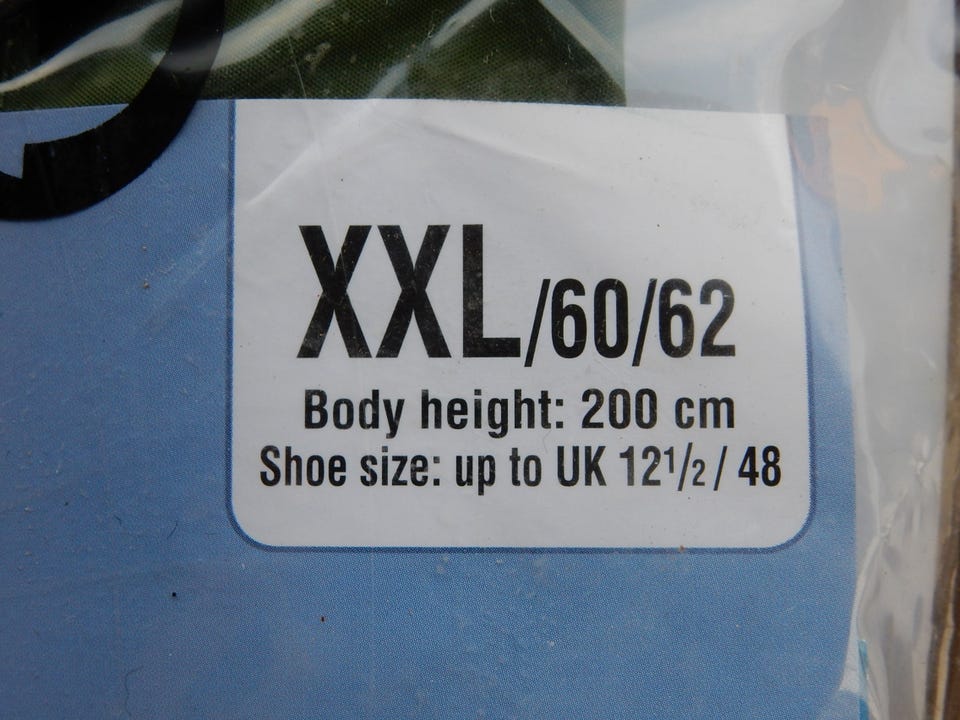 XXL/60/62
Body height: 200 cm
Shoe size: up to UK 12½ / 48